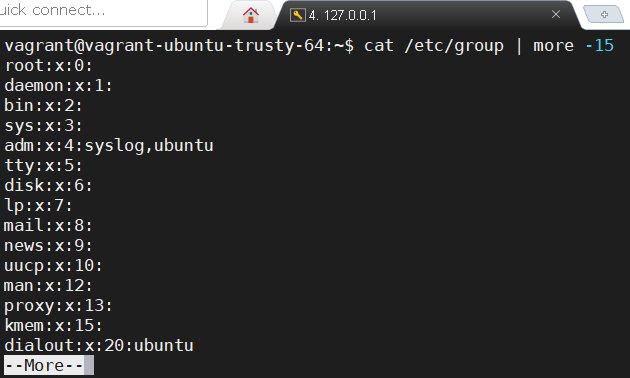 uick connect...
4. 127.0.0.1
vagrant@vagrant-ubuntu-trusty-64:~$ cat /etc/group | more -15
root:x:0:
daemon:x:1:
bin:x:2:
sys:x:3:
adm:x:4:syslog,ubuntu
tty:x:5:
disk:x:6:
lp:x:7:
mail:x:8:
news:x:9:
uucp:x:10:
man:x:12:
proxy:x:13:
kmem:x:15:
dialout:x:20:ubuntu
--More--